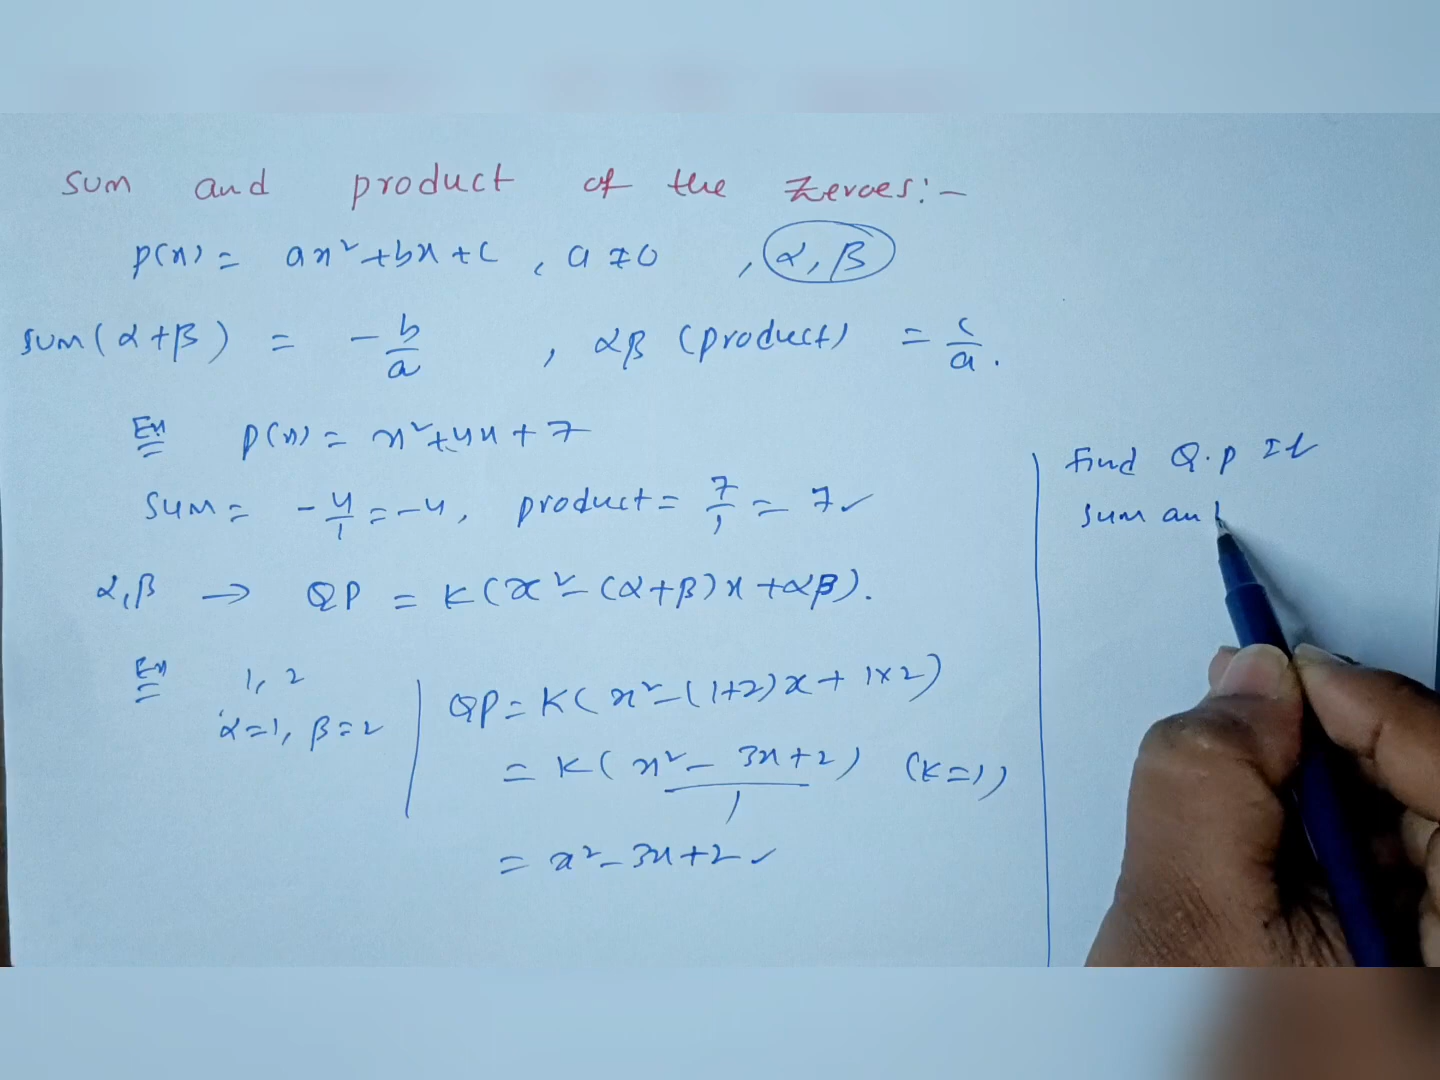 Sum and product of the zeroes:-
p(x) = ax²+bx+c , a ≠ 0 , α, β
sum(α+β) = -b/a , αβ (product) = c/a.
Ex p(x) = x²+4x+7
Sum = -4/1 = -4, product = 7/1 = 7 ✓
α,β → QP = K(x²-(α+β)x+αβ).
Ex 1, 2
α=1, β=2
QP = K(x²-(1+2)x+1×2)
= K(x²-3x+2) (K=1)
= x²-3x+2 ✓
Find Q.P If
sum an